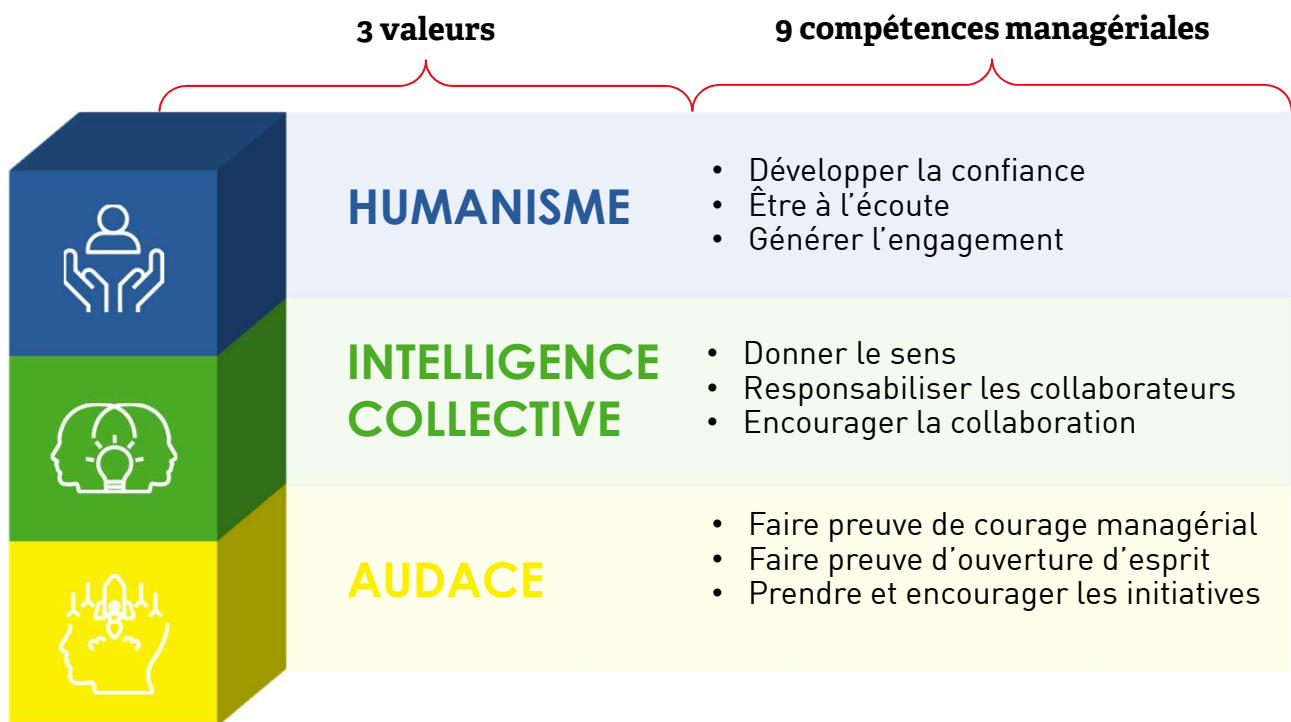 3 valeurs
9 compétences managériales
HUMANISME
• Développer la confiance
• Être à l’écoute
• Générer l’engagement
INTELLIGENCE
COLLECTIVE
• Donner le sens
• Responsabiliser les collaborateurs
• Encourager la collaboration
AUDACE
• Faire preuve de courage managérial
• Faire preuve d’ouverture d’esprit
• Prendre et encourager les initiatives